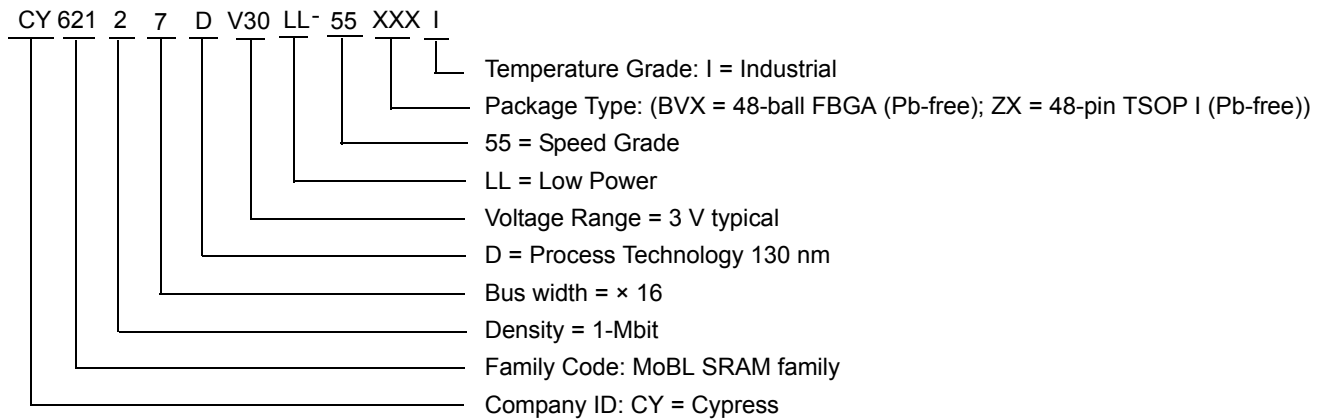 CY 621 2 7 D V30 LL - 55 XXX I
Temperature Grade: I = Industrial
Package Type: (BVX = 48-ball FBGA (Pb-free); ZX = 48-pin TSOP I (Pb-free))
55 = Speed Grade
LL = Low Power
Voltage Range = 3 V typical
D = Process Technology 130 nm
Bus width = × 16
Density = 1-Mbit
Family Code: MoBL SRAM family
Company ID: CY = Cypress